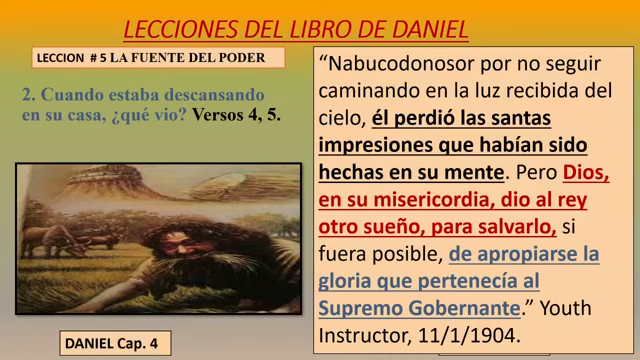 LECCIONES DEL LIBRO DE DANIEL
LECCION # 5 LA FUENTE DEL PODER
2. Cuando estaba descansando
en su casa, ¿qué vio? Versos 4, 5.
DANIEL Cap. 4
“Nabucodonosor por no seguir
caminando en la luz recibida del
cielo, él perdió las santas
impresiones que habían sido
hechas en su mente. Pero Dios,
en su misericordia, dio al rey
otro sueño, para salvarlo, si
fuera posible, de apropiarse la
gloria que pertenecía al
Supremo Gobernante.” Youth
Instructor, 11/1/1904.